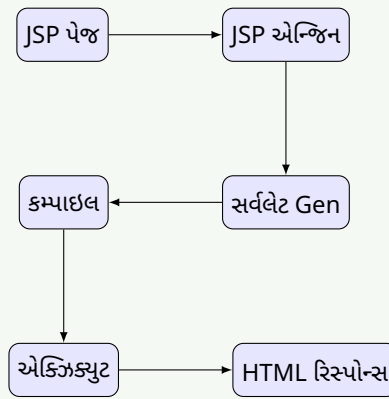 JSP પેજ
JSP એન્જિન
સર્વલેટ Gen
કમ્પાઇલ
એક્ઝિક્યુટ
HTML રિસ્પોન્સ